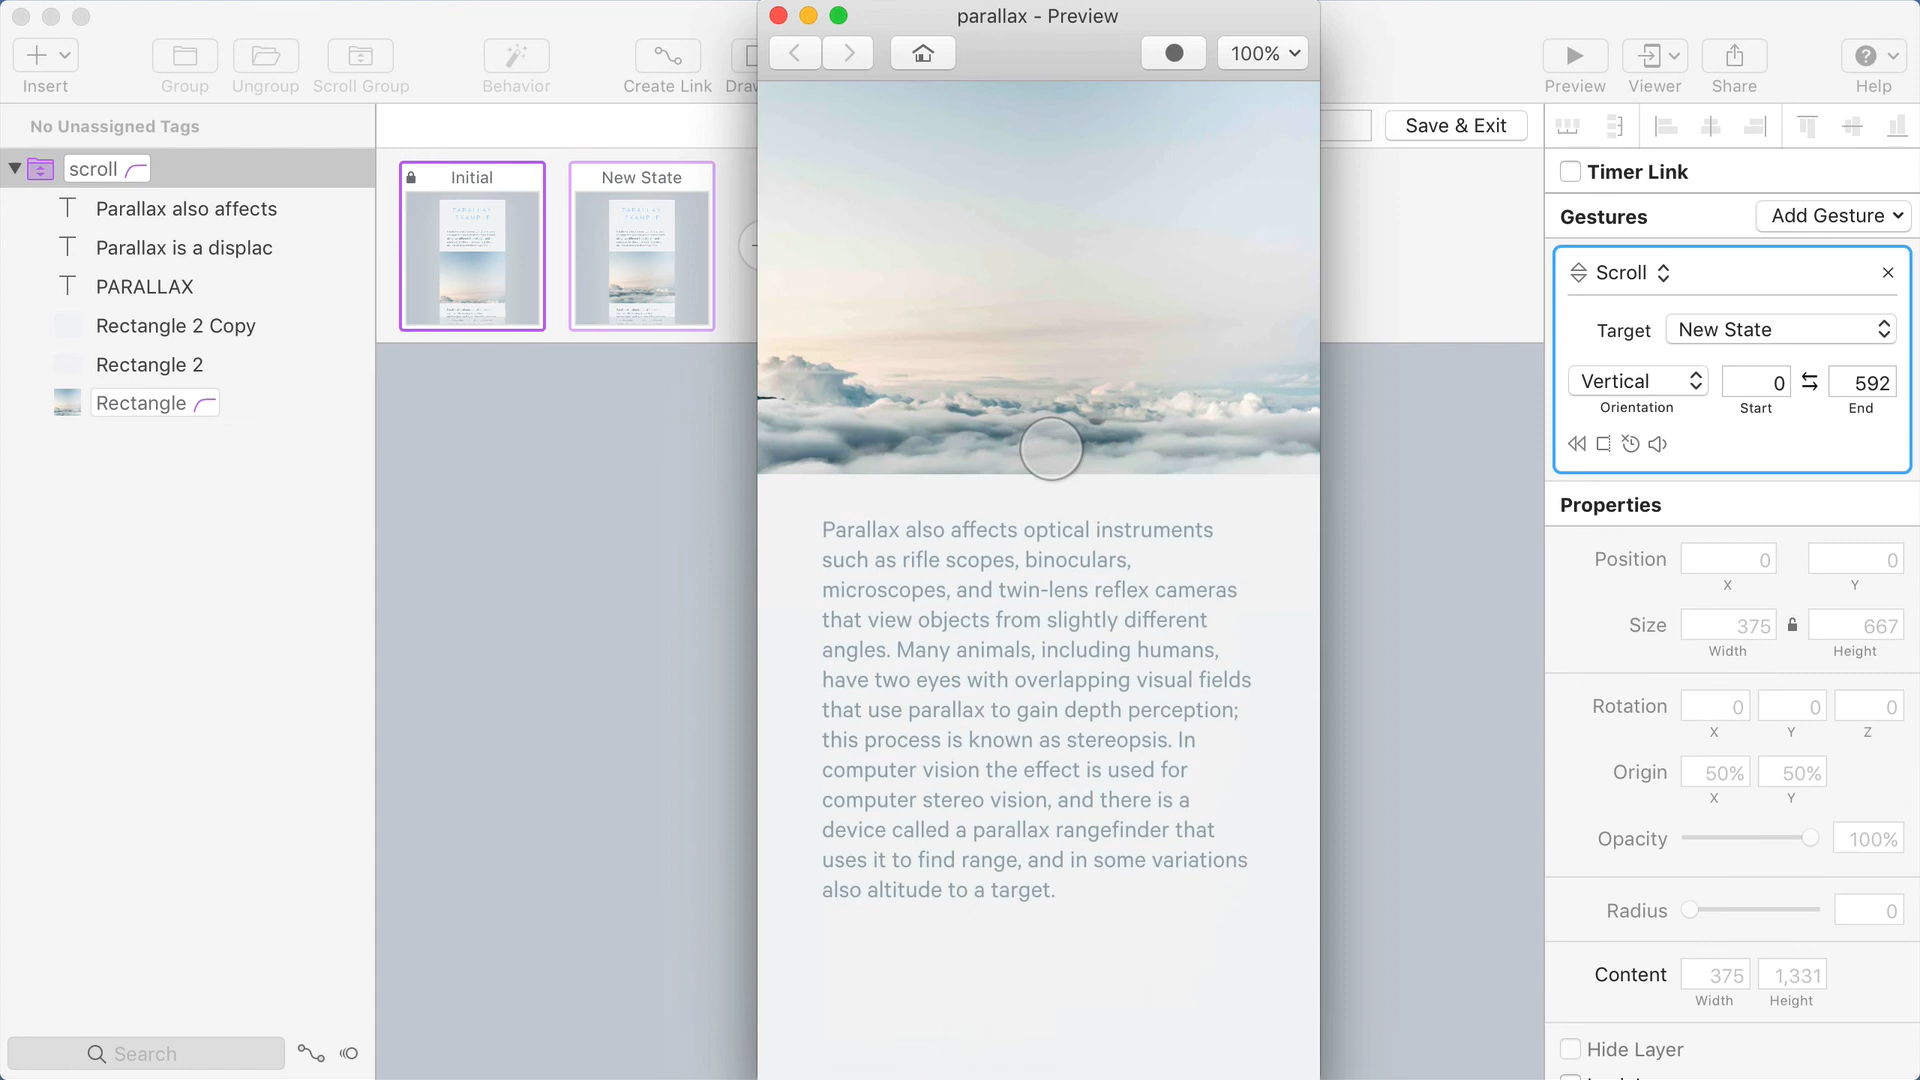 parallax - Preview
100%
Insert
Group
Ungroup
Scroll Group
Behavior
Create Link
Preview
Viewer
Share
Help
No Unassigned Tags
Save & Exit
scroll
Parallax also affects
Parallax is a displac
PARALLAX
Rectangle 2 Copy
Rectangle 2
Rectangle
Initial
New State
PARALLAX
EXAMPLE
PARALLAX
EXAMPLE
Parallax also affects optical instruments
such as rifle scopes, binoculars,
microscopes, and twin-lens reflex cameras
that view objects from slightly different
angles. Many animals, including humans,
have two eyes with overlapping visual fields
that use parallax to gain depth perception;
this process is known as stereopsis. In
computer vision the effect is used for
computer stereo vision, and there is a
device called a parallax rangefinder that
uses it to find range, and in some variations
also altitude to a target.
Timer Link
Gestures
Add Gesture
Scroll
Target
New State
Vertical
0
592
Orientation
Start
End
Properties
Position
0
0
X
Y
Size
375
667
Width
Height
Rotation
0
0
0
X
Y
Z
Origin
50%
50%
X
Y
Opacity
100%
Radius
0
Content
375
1,331
Width
Height
Hide Layer
Search